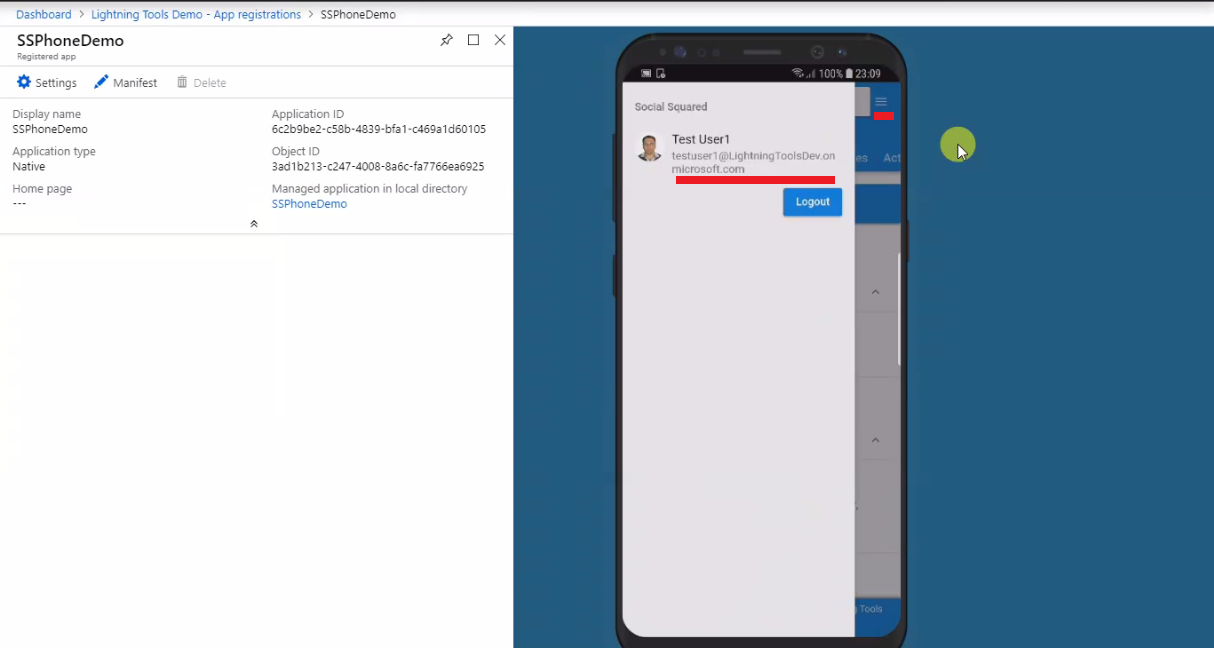 Dashboard > Lightning Tools Demo - App registrations > SSPhoneDemo
SSPhoneDemo
Registered app
Settings Manifest Delete
Display name
SSPhoneDemo
Application type
Native
Home page
---
Application ID
6c2b9be2-c58b-4839-bfa1-c469a1d60105
Object ID
3ad1b213-c247-4008-8a6c-fa7766ea6925
Managed application in local directory
SSPhoneDemo
100% 23:09
Social Squared
Test User1
testuser1@LightningToolsDev.on
microsoft.com
Logout
es Act
Tools